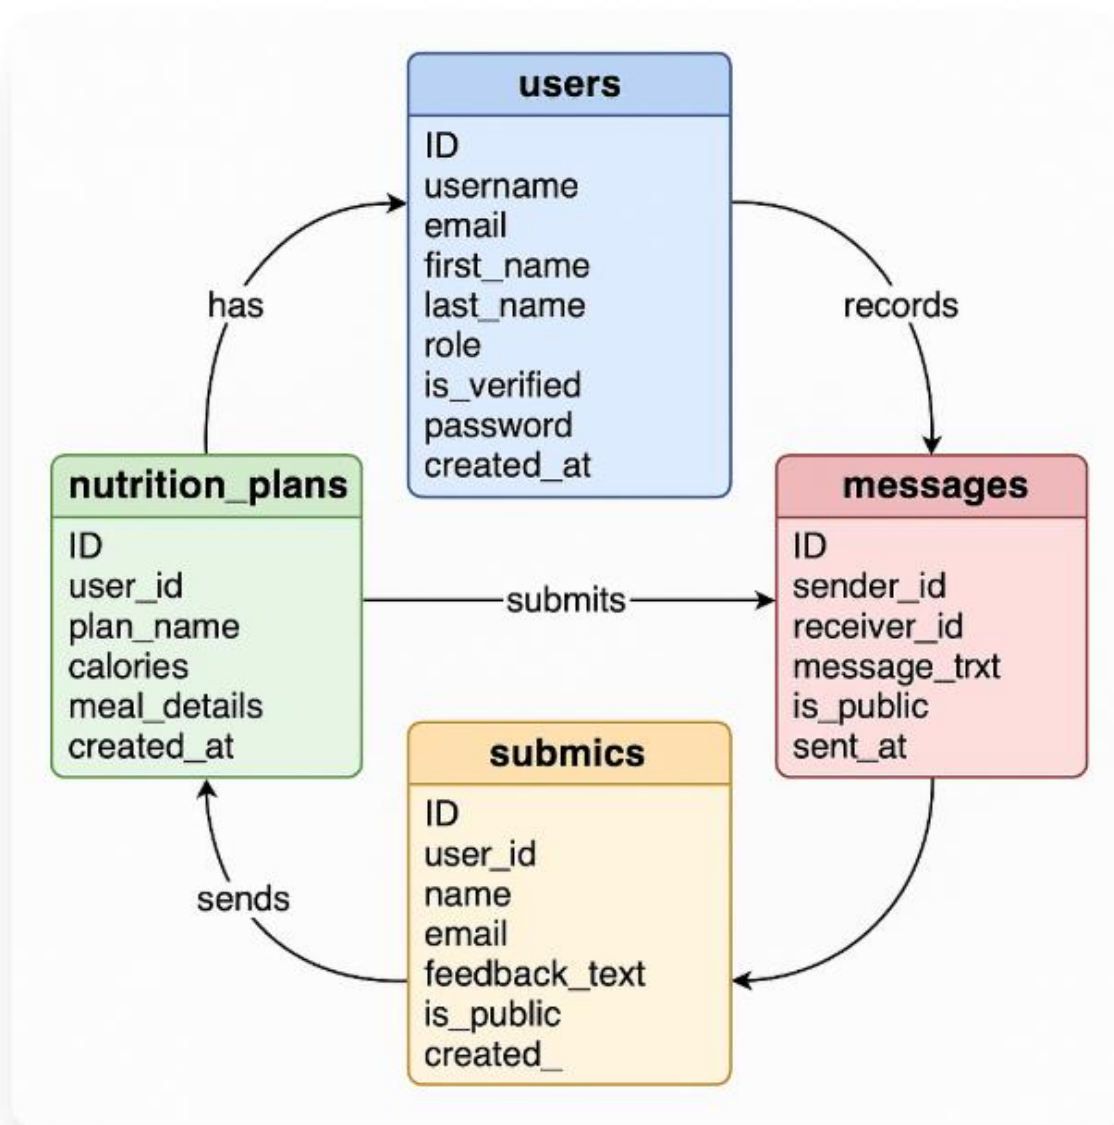 users
ID
username
email
first_name
last_name
role
is_verified
password
created_at
has
records
nutrition_plans
ID
user_id
plan_name
calories
meal_details
created_at
submits
messages
ID
sender_id
receiver_id
message_trxt
is_public
sent_at
submics
ID
user_id
name
email
feedback_text
is_public
created_
sends